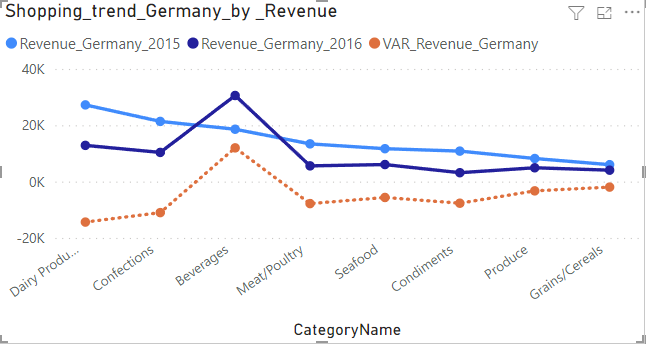 Shopping_trend_Germany_by _Revenue
Revenue_Germany_2015 Revenue_Germany_2016 VAR_Revenue_Germany
40K
20K
0K
-20K
Dairy Produ... Confections Beverages Meat/Poultry Seafood Condiments Produce Grains/Cereals
CategoryName